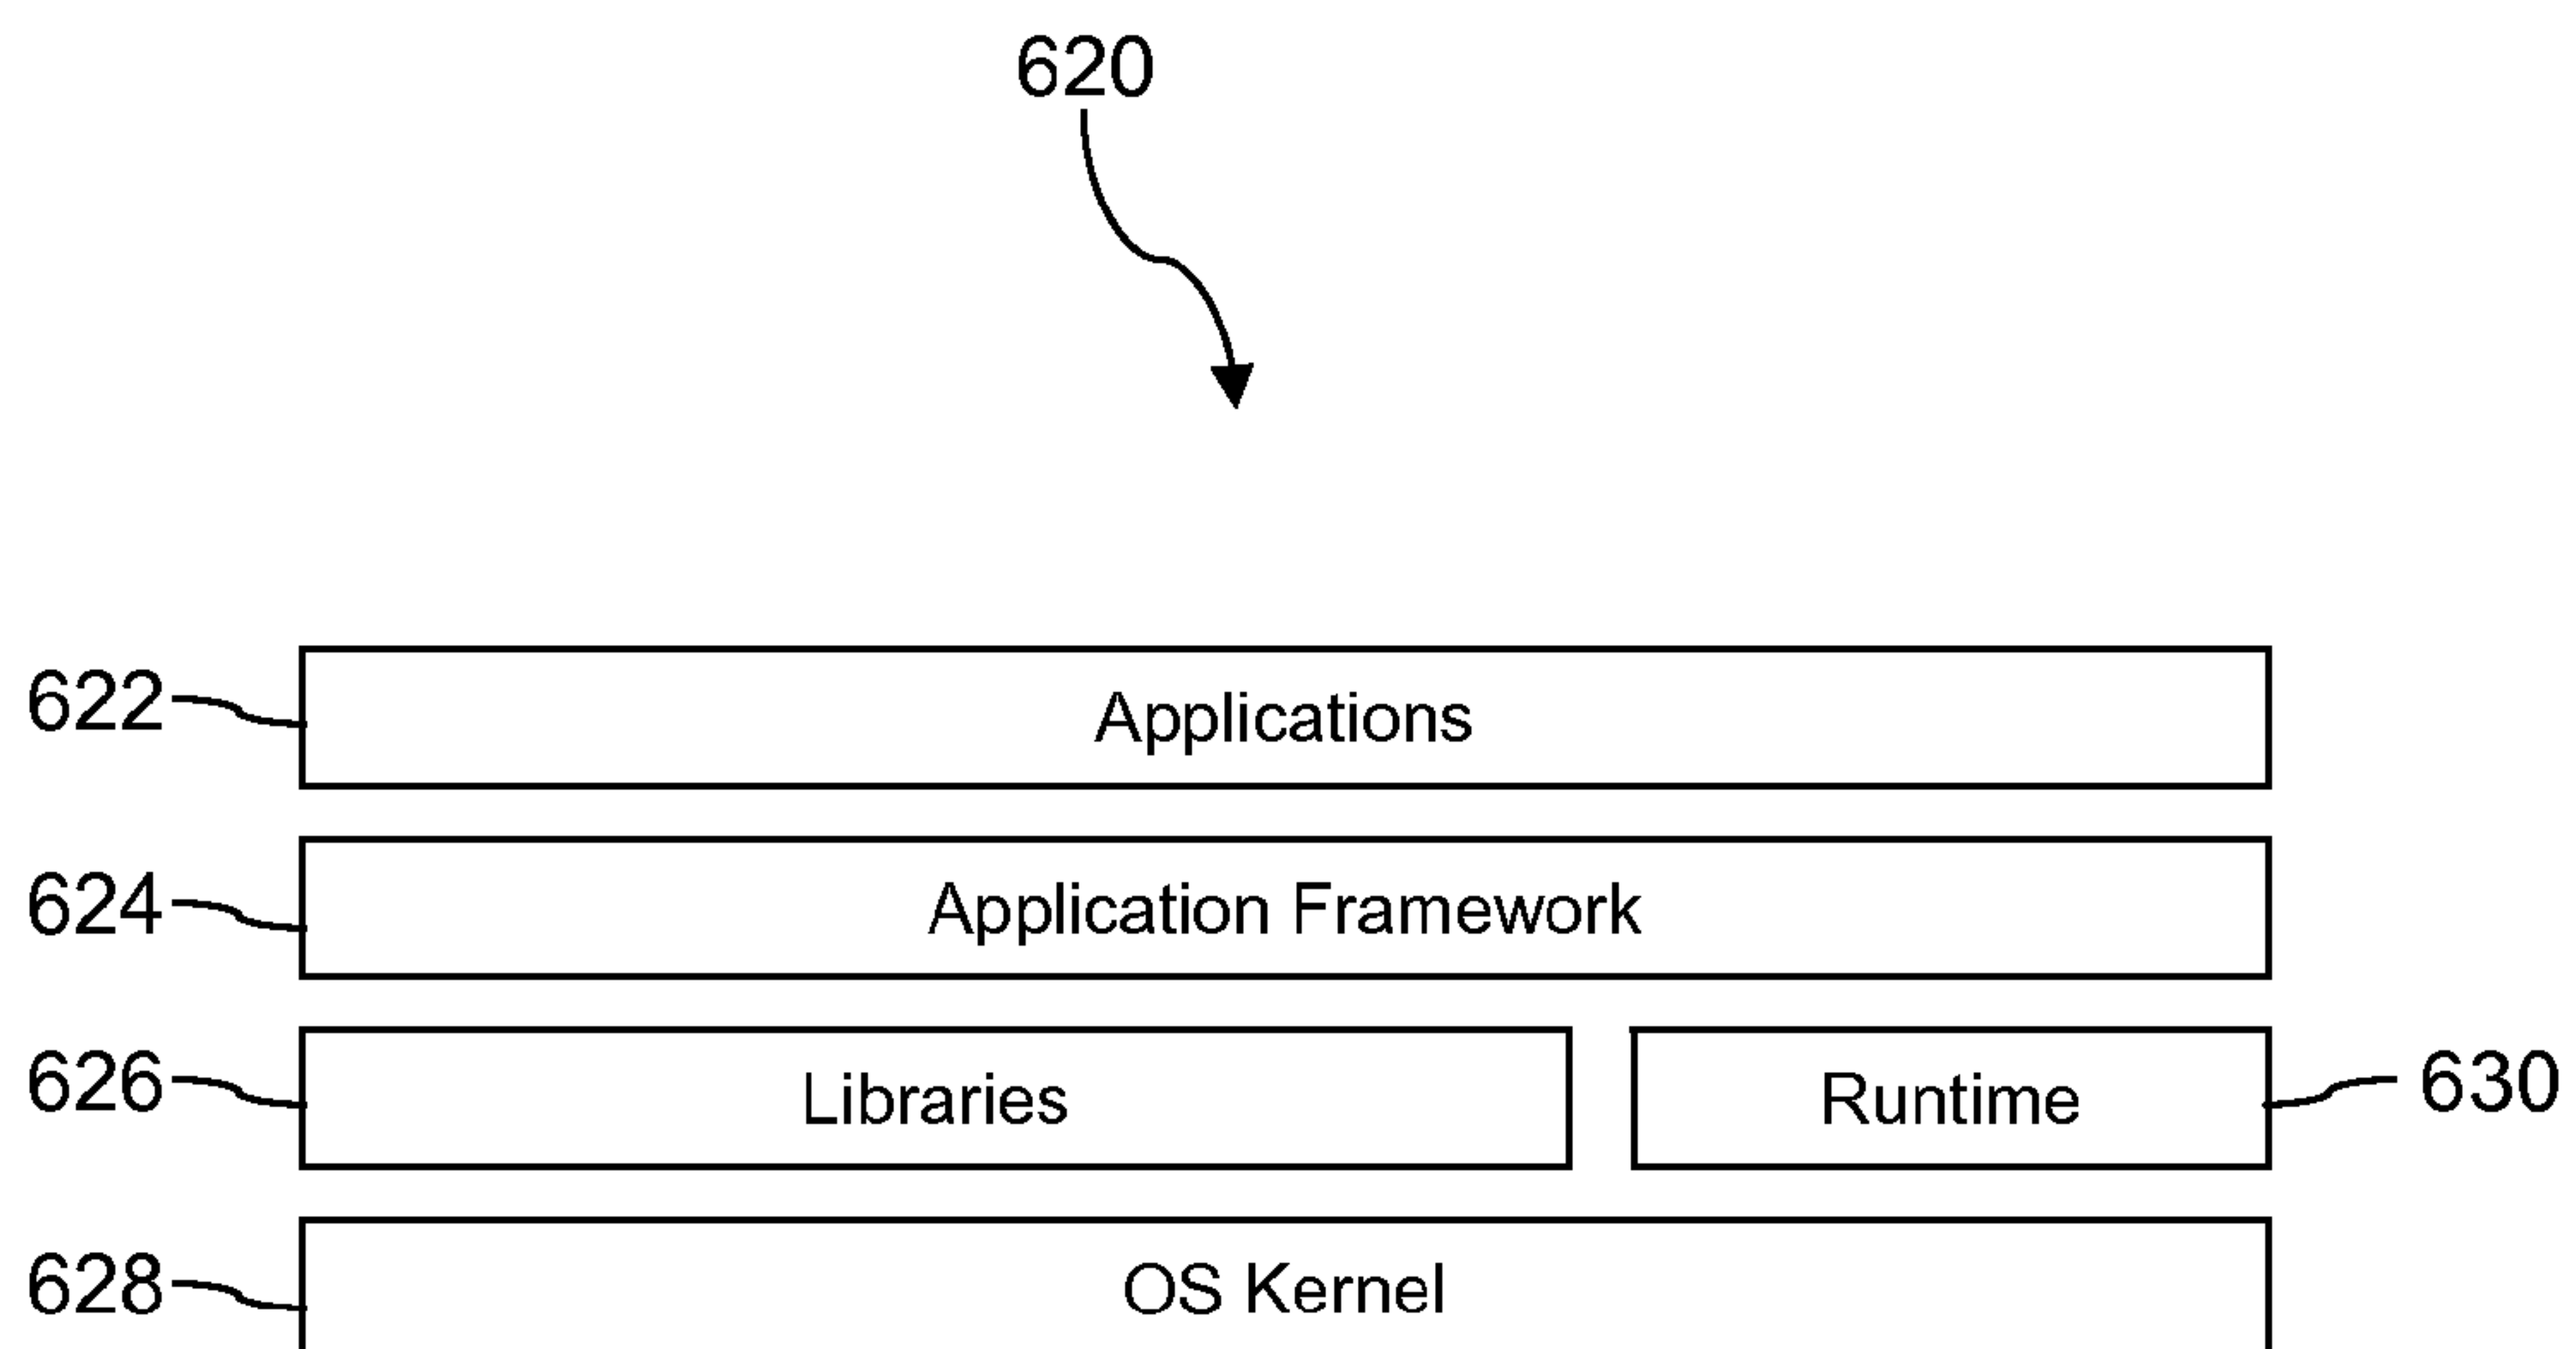 620
622 Applications
624 Application Framework
626 Libraries Runtime 630
628 OS Kernel